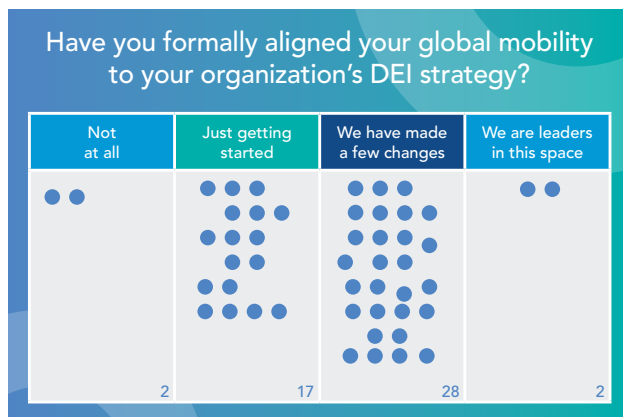 Have you formally aligned your global mobility
to your organization's DEI strategy?
Not
at all
Just getting
started
We have made
a few changes
We are leaders
in this space
2
17
28
2